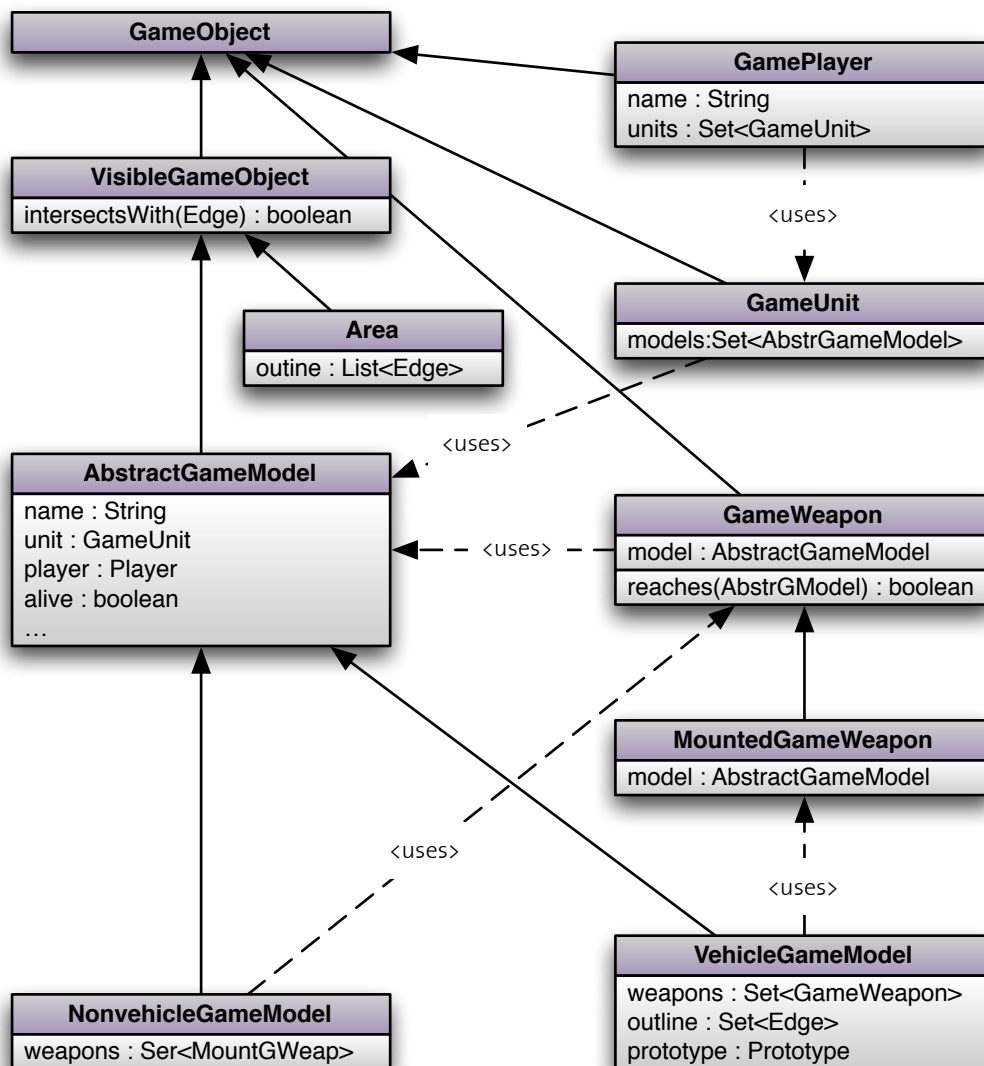 GameObject
GamePlayer
name : String
units : Set<GameUnit>
VisibleGameObject
intersectsWith(Edge) : boolean
<uses>
Area
outine : List<Edge>
GameUnit
models:Set<AbstrGameModel>
<uses>
AbstractGameModel
name : String
unit : GameUnit
player : Player
alive : boolean
…
<uses>
GameWeapon
model : AbstractGameModel
reaches(AbstrGModel) : boolean
MountedGameWeapon
model : AbstractGameModel
<uses>
<uses>
NonvehicleGameModel
weapons : Ser<MountGWeap>
VehicleGameModel
weapons : Set<GameWeapon>
outline : Set<Edge>
prototype : Prototype